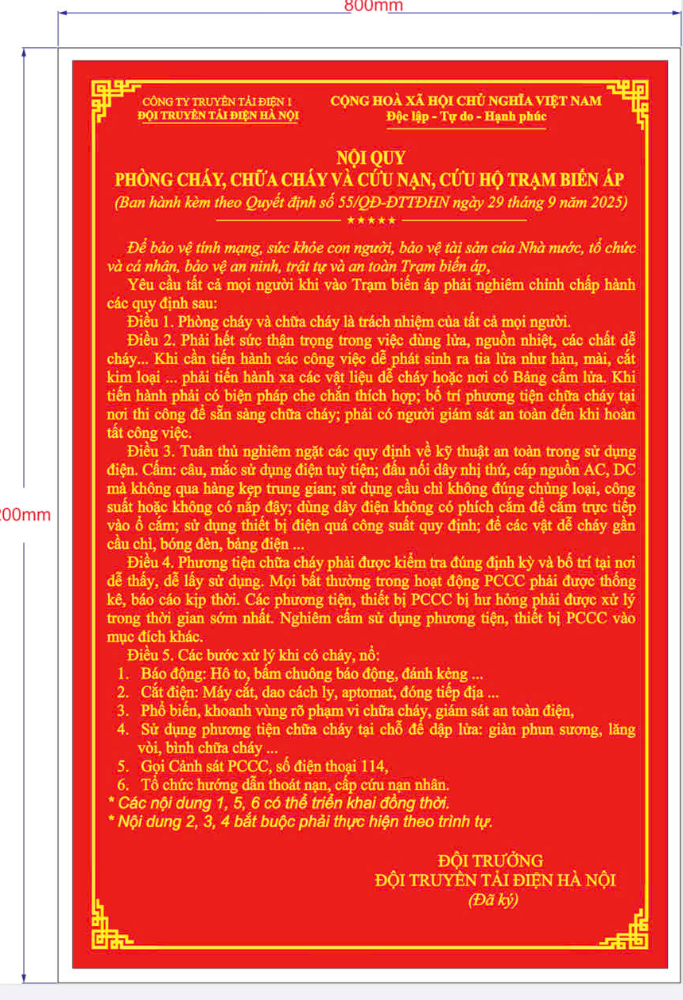 800mm
CÔNG TY TRUYỀN TẢI ĐIỆN 1
ĐỘI TRUYỀN TẢI ĐIỆN HÀ NỘI
CỘNG HOÀ XÃ HỘI CHỦ NGHĨA VIỆT NAM
Độc lập - Tự do - Hạnh phúc
NỘI QUY
PHÒNG CHÁY, CHỮA CHÁY VÀ CỨU NẠN, CỨU HỘ TRẠM BIẾN ÁP
(Ban hành kèm theo Quyết định số 55/QĐ-ĐTTĐHN ngày 29 tháng 9 năm 2025)
Để bảo vệ tính mạng, sức khỏe con người, bảo vệ tài sản của Nhà nước, tổ chức
và cá nhân, bảo vệ an ninh, trật tự và an toàn Trạm biến áp,
Yêu cầu tất cả mọi người khi vào Trạm biến áp phải nghiêm chỉnh chấp hành
các quy định sau:
Điều 1. Phòng cháy và chữa cháy là trách nhiệm của tất cả mọi người.
Điều 2. Phải hết sức thận trọng trong việc dùng lửa, nguồn nhiệt, các chất dễ
cháy... Khi cần tiến hành các công việc dễ phát sinh ra tia lửa như hàn, mài, cắt
kim loại ... phải tiến hành xa các vật liệu dễ cháy hoặc nơi có Bảng cấm lửa. Khi
tiến hành phải có biện pháp che chắn thích hợp; bố trí phương tiện chữa cháy tại
nơi thi công để sẵn sàng chữa cháy; phải có người giám sát an toàn đến khi hoàn
tất công việc.
Điều 3. Tuân thủ nghiêm ngặt các quy định về kỹ thuật an toàn trong sử dụng
điện. Cấm: câu, mắc sử dụng điện tuỳ tiện; đấu nối dây nhị thứ, cáp nguồn AC, DC
mà không qua hàng kẹp trung gian; sử dụng cầu chì không đúng chủng loại, công
suất hoặc không có nắp đậy; dùng dây điện không có phích cắm để cắm trực tiếp
vào ổ cắm; sử dụng thiết bị điện quá công suất quy định; để các vật dễ cháy gần
cầu chì, bóng đèn, bảng điện ...
Điều 4. Phương tiện chữa cháy phải được kiểm tra đúng định kỳ và bố trí tại nơi
dễ thấy, dễ lấy sử dụng. Mọi bất thường trong hoạt động PCCC phải được thống
kê, báo cáo kịp thời. Các phương tiện, thiết bị PCCC bị hư hỏng phải được xử lý
trong thời gian sớm nhất. Nghiêm cấm sử dụng phương tiện, thiết bị PCCC vào
mục đích khác.
Điều 5. Các bước xử lý khi có cháy, nổ:
1. Báo động: Hô to, bấm chuông báo động, đánh kẻng ...
2. Cắt điện: Máy cắt, dao cách ly, aptomat, đóng tiếp địa ...
3. Phổ biến, khoanh vùng rõ phạm vi chữa cháy, giám sát an toàn điện,
4. Sử dụng phương tiện chữa cháy tại chỗ để dập lửa: giàn phun sương, lăng
vòi, bình chữa cháy ...
5. Gọi Cảnh sát PCCC, số điện thoại 114,
6. Tổ chức hướng dẫn thoát nạn, cấp cứu nạn nhân.
* Các nội dung 1, 5, 6 có thể triển khai đồng thời.
* Nội dung 2, 3, 4 bắt buộc phải thực hiện theo trình tự.
ĐỘI TRƯỞNG
ĐỘI TRUYỀN TẢI ĐIỆN HÀ NỘI
(Đã ký)